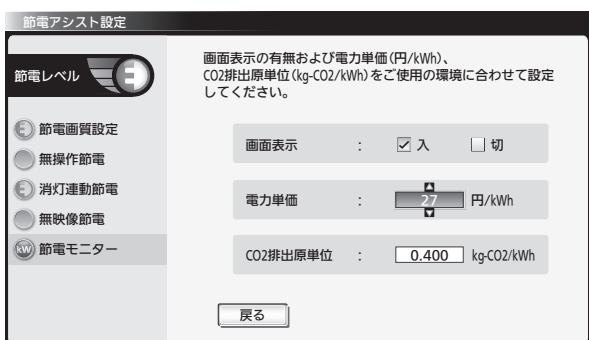 節電アシスト設定
節電レベル
節電画質設定
無操作節電
消灯連動節電
無映像節電
kW 節電モニター
画面表示の有無および電力単価(円/kWh)、
CO2排出原単位(kg-CO2/kWh)をご使用の環境に合わせて設定
してください。
画面表示 : 入 切
電力単価 : 27 円/kWh
CO2排出原単位 : 0.400 kg-CO2/kWh
戻る